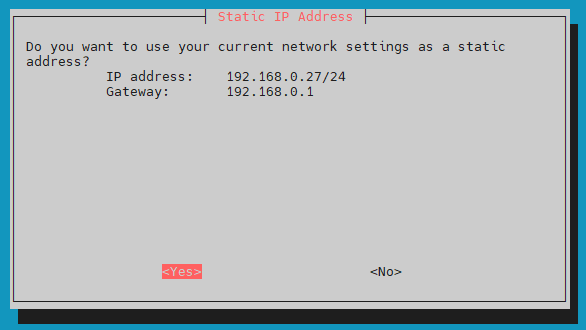 Static IP Address
Do you want to use your current network settings as a static
address?
IP address:    192.168.0.27/24
Gateway:       192.168.0.1
<Yes>    <No>